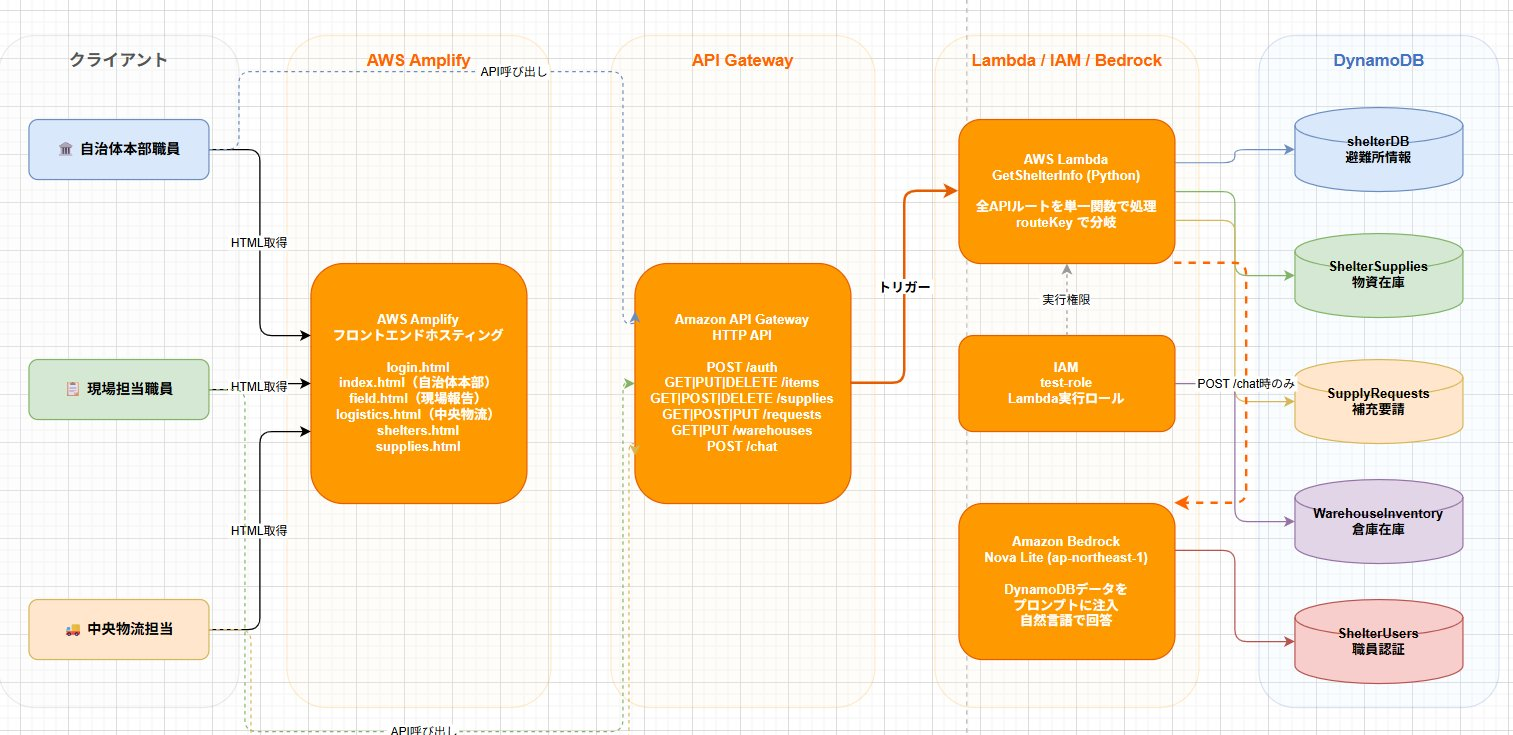 クライアント
AWS Amplify
API Gateway
Lambda / IAM / Bedrock
DynamoDB
API呼び出し
自治体本部職員
HTML取得
現場担当職員
HTML取得
HTML取得
中央物流担当
AWS Amplify
フロントエンドホスティング
login.html
index.html（自治体本部）
field.html（現場報告）
logistics.html（中央物流）
shelters.html
supplies.html
Amazon API Gateway
HTTP API
POST /auth
GET|PUT|DELETE /items
GET|POST|DELETE /supplies
GET|POST|PUT /requests
GET|PUT /warehouses
POST /chat
トリガー
AWS Lambda
GetShelterInfo (Python)
全APIルートを単一関数で処理
routeKey で分岐
実行権限
IAM
test-role
Lambda実行ロール
POST /chat時のみ
Amazon Bedrock
Nova Lite (ap-northeast-1)
DynamoDBデータを
プロンプトに注入
自然言語で回答
shelterDB
避難所情報
ShelterSupplies
物資在庫
SupplyRequests
補充要請
WarehouseInventory
倉庫在庫
ShelterUsers
職員認証
API呼び出し